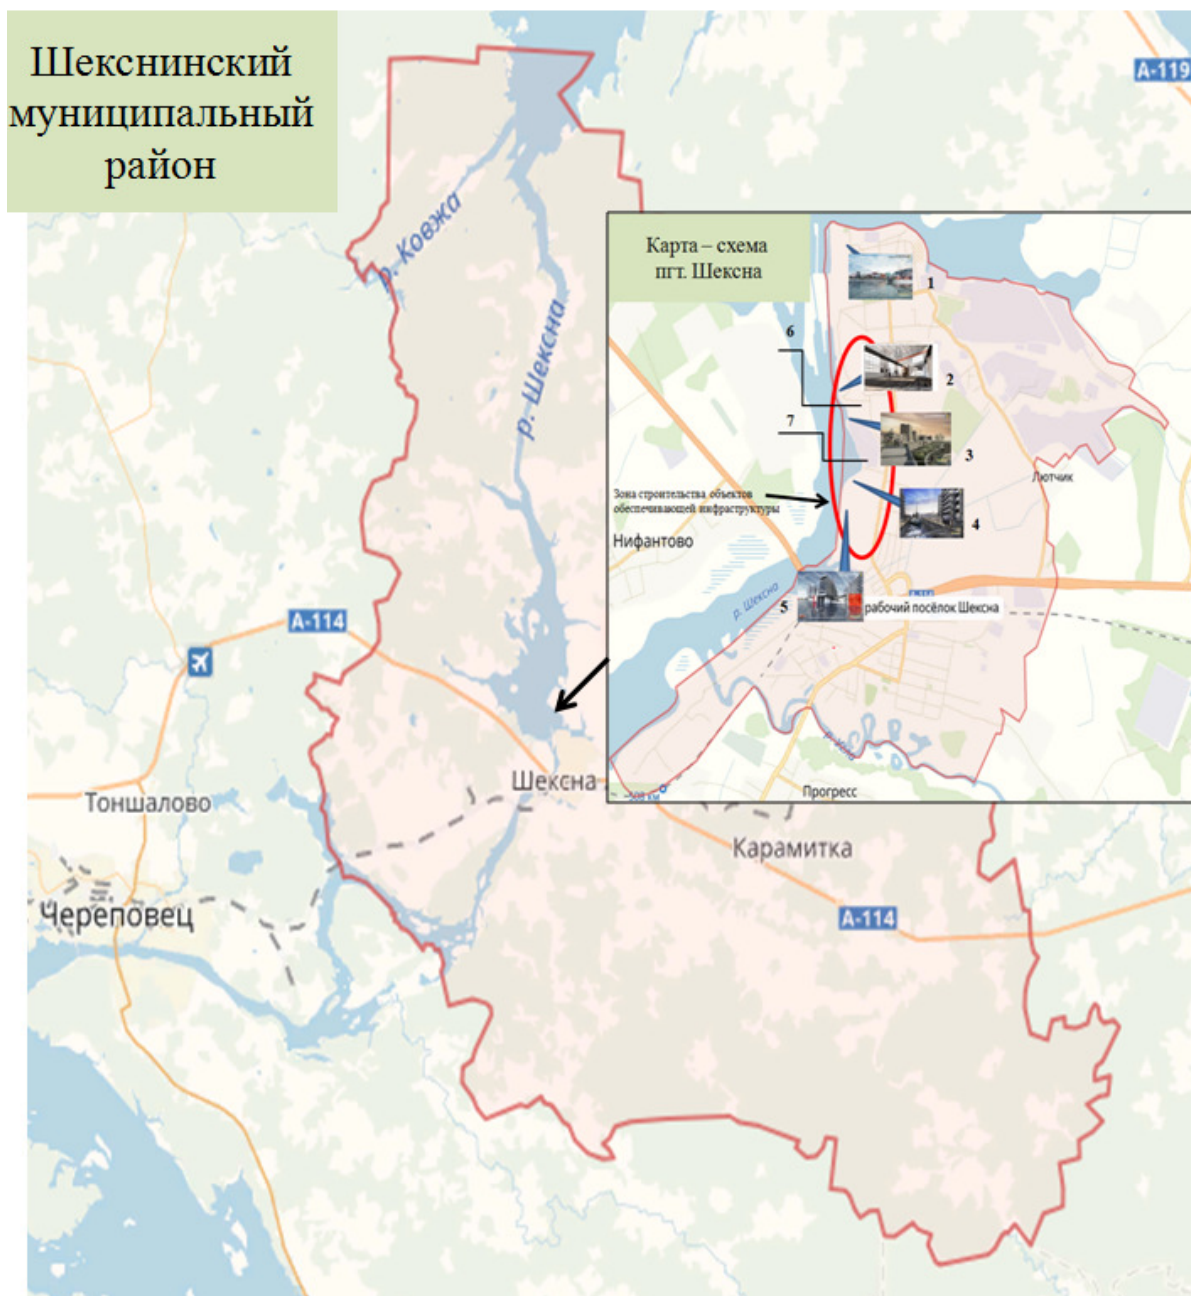 Шекснинский
муниципальный
район
А-119
р. Ковжа
р. Шексна
Карта – схема
пгт. Шексна
1
6
2
7
3
Лютчик
Зона строительства объектов
обеспечивающей инфраструктуры
4
Нифантово
р. Шексна
5
рабочий посёлок Шексна
А-114
Прогресс
Шексна
Тоншалово
Карамитка
Череповец
А-114